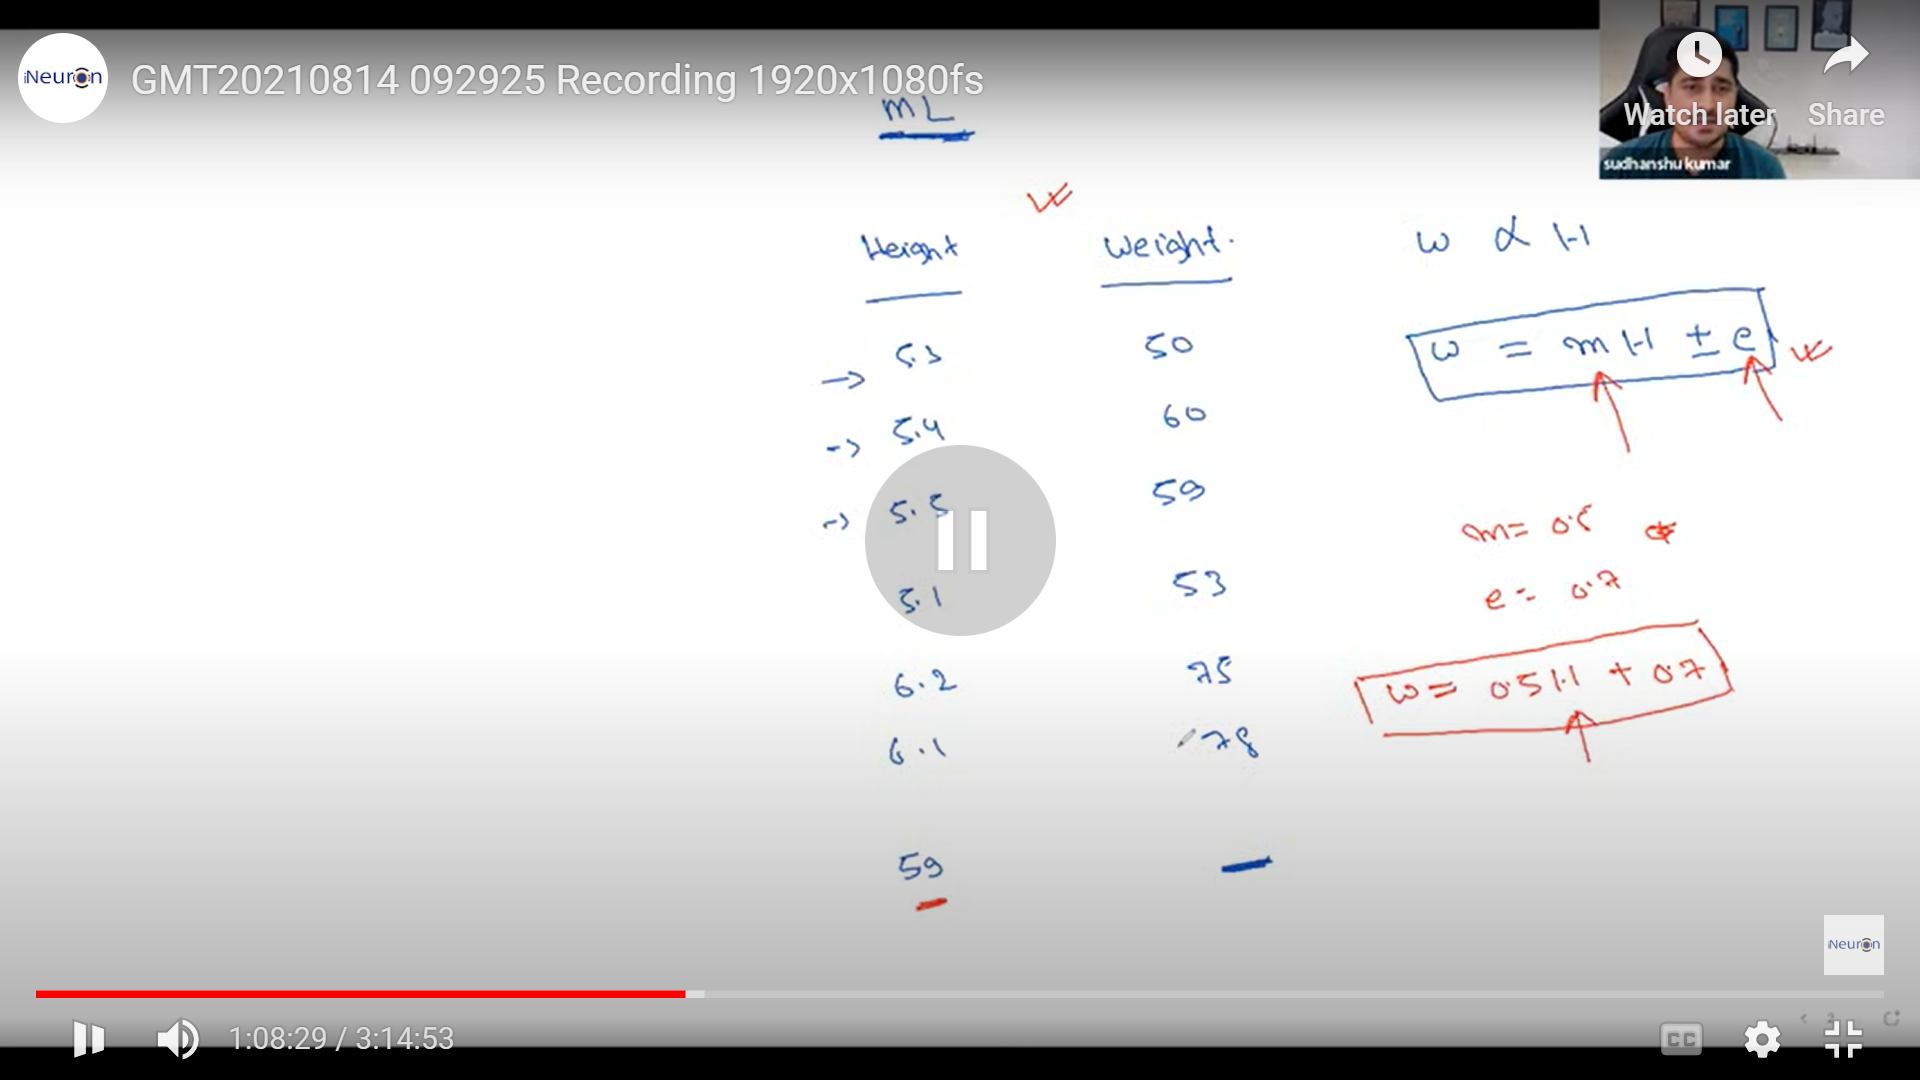 iNeuron
GMT20210814 092925 Recording 1920x1080fs
Watch later Share
sudhanshu kumar
ML
Height Weight.
5.3 50
5.4 60
5.5 59
5.1 53
6.2 75
6.1 78
59
W ∝ H
W = mH ± e
m = 0.5
e = 0.7
W = 0.5H + 0.7
iNeuron
1:08:29 / 3:14:53
CC